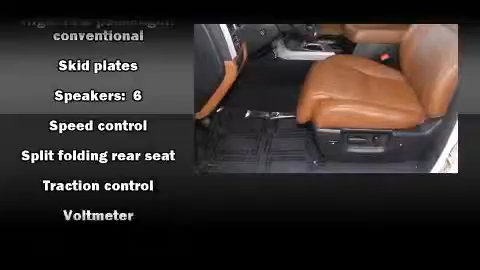 conventional
Skid plates
Speakers: 6
Speed control
Split folding rear seat
Traction control
Voltmeter